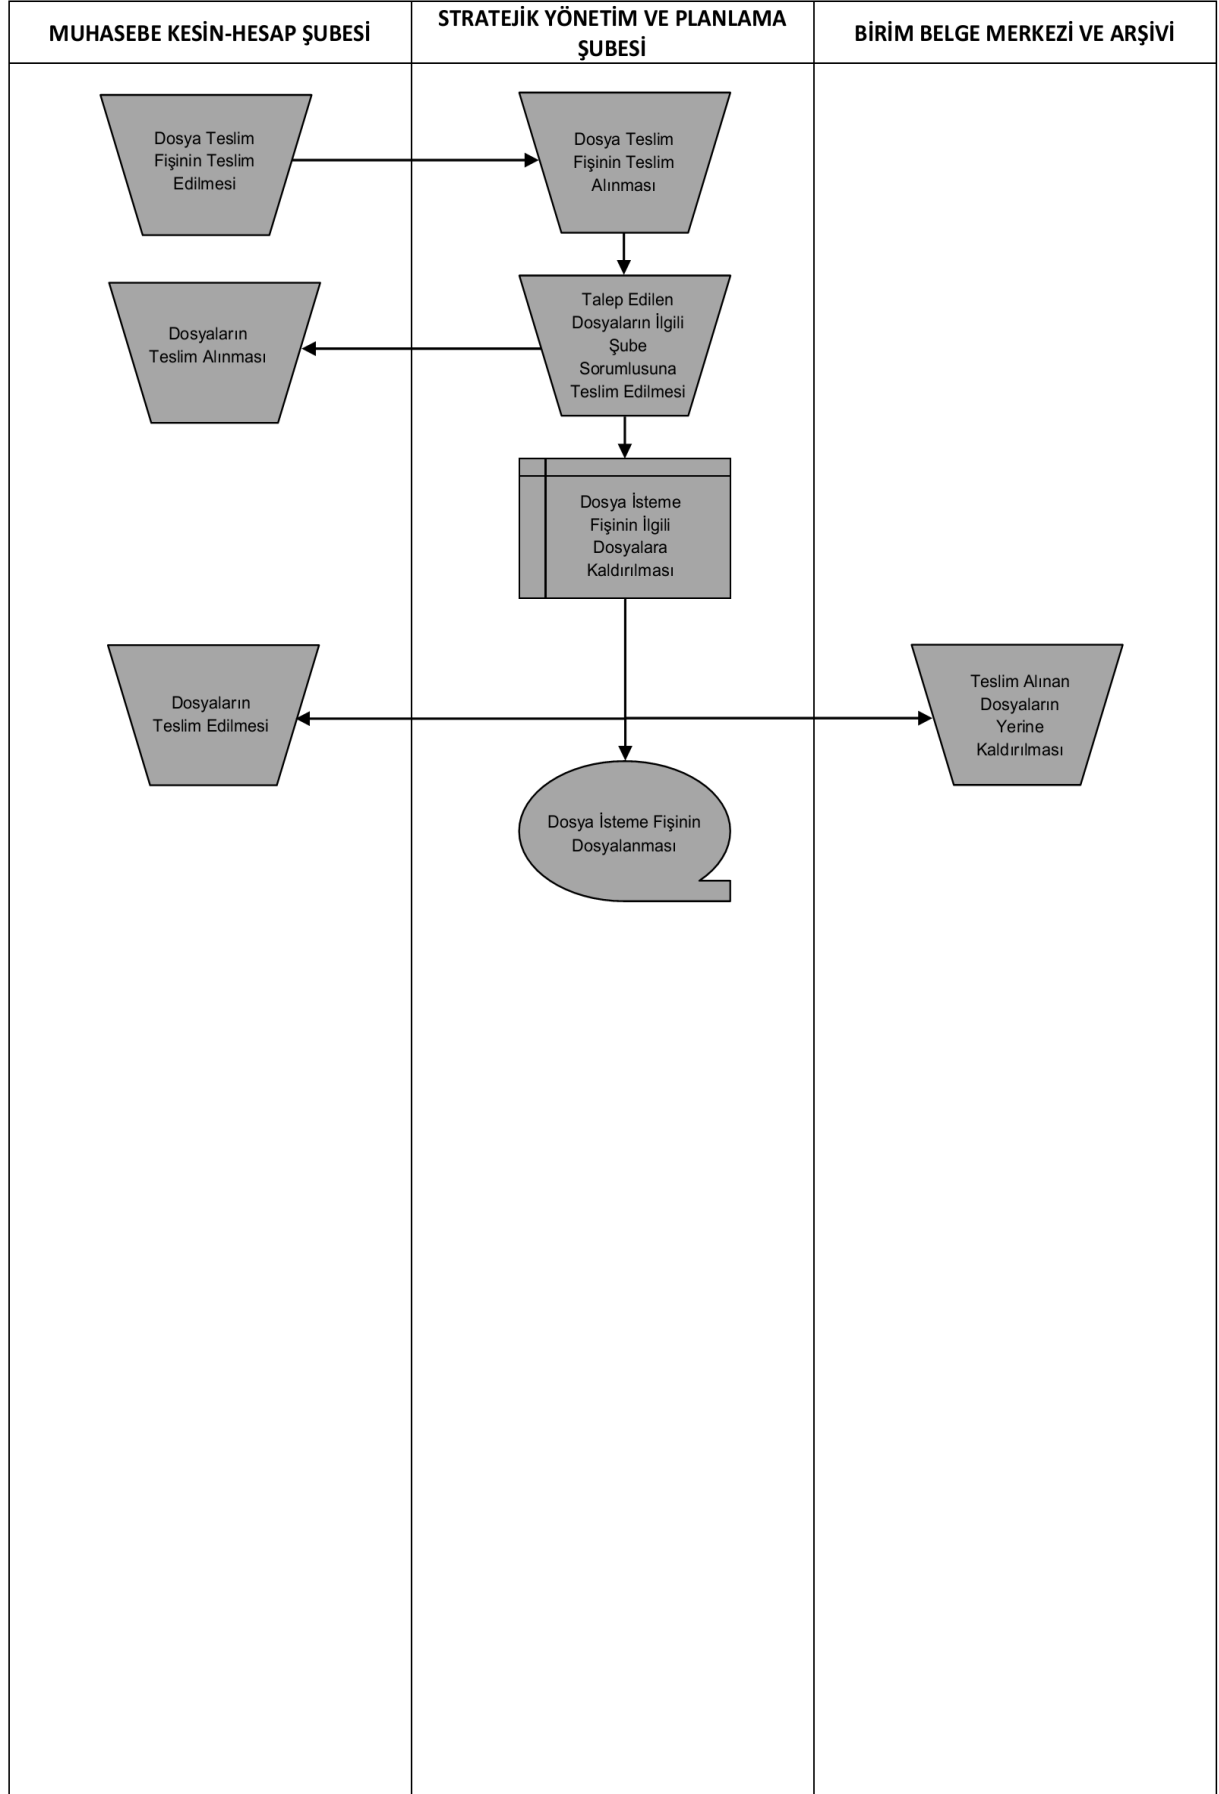 MUHASEBE KESİN-HESAP ŞUBESİ
STRATEJİK YÖNETİM VE PLANLAMA
ŞUBESİ
BİRİM BELGE MERKEZİ VE ARŞİVİ
Dosya Teslim
Fişinin Teslim
Edilmesi
Dosya Teslim
Fişinin Teslim
Alınması
Talep Edilen
Dosyaların İlgili
Şube
Sorumlusuna
Teslim Edilmesi
Dosyaların
Teslim Alınması
Dosya İsteme
Fişinin İlgili
Dosyalara
Kaldırılması
Dosyaların
Teslim Edilmesi
Teslim Alınan
Dosyaların
Yerine
Kaldırılması
Dosya İsteme Fişinin
Dosyalanması